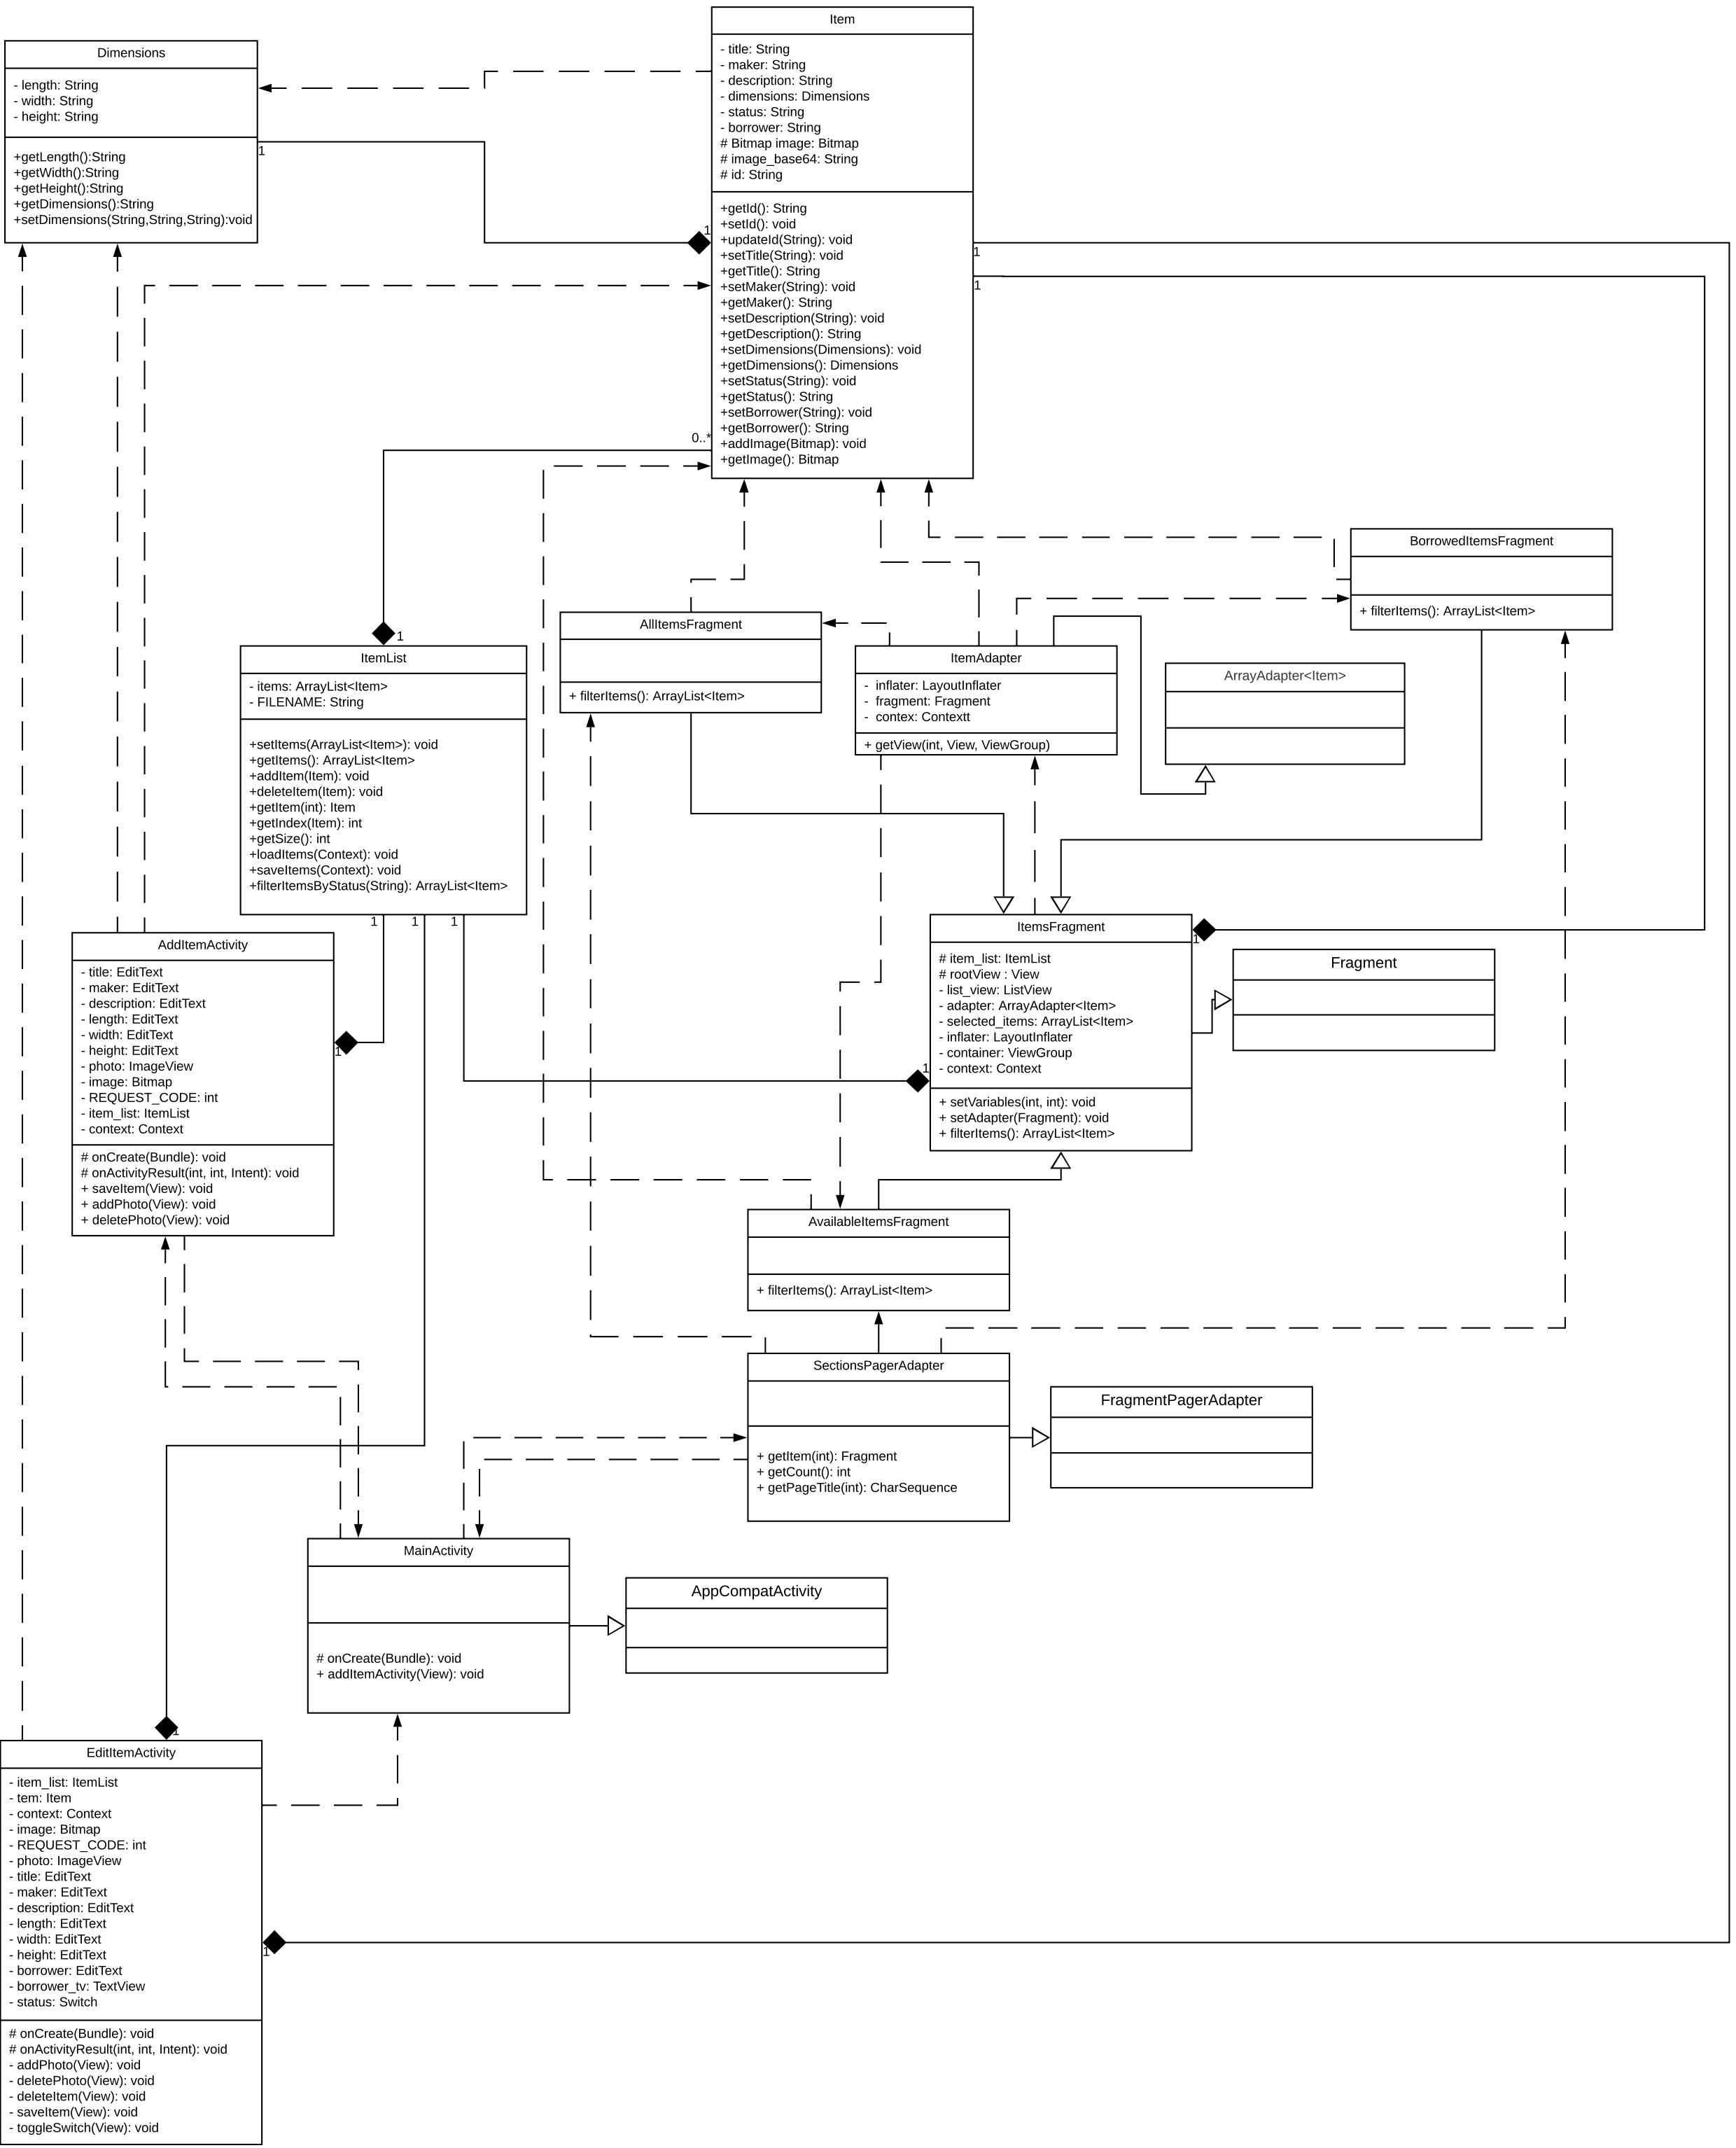 Item
- title: String
- maker: String
- description: String
- dimensions: Dimensions
- status: String
- borrower: String
# Bitmap image: Bitmap
# image_base64: String
# id: String
+getId(): String
+setId(): void
+updateId(String): void
+setTitle(String): void
+getTitle(): String
+setMaker(String): void
+getMaker(): String
+setDescription(String): void
+getDescription(): String
+setDimensions(Dimensions): void
+getDimensions(): Dimensions
+setStatus(String): void
+getStatus(): String
+setBorrower(String): void
+getBorrower(): String
+addImage(Bitmap): void
+getImage(): Bitmap
Dimensions
- length: String
- width: String
- height: String
+getLength():String
+getWidth():String
+getHeight():String
+getDimensions():String
+setDimensions(String,String,String):void
1
1
1
1
0..*
1
BorrowedItemsFragment
+ filterItems(): ArrayList<Item>
AllItemsFragment
+ filterItems(): ArrayList<Item>
ItemList
- items: ArrayList<Item>
- FILENAME: String
+setItems(ArrayList<Item>): void
+getItems(): ArrayList<Item>
+addItem(Item): void
+deleteItem(Item): void
+getItem(int): Item
+getIndex(Item): int
+getSize(): int
+loadItems(Context): void
+saveItems(Context): void
+filterItemsByStatus(String): ArrayList<Item>
1
1
1
ItemAdapter
-  inflater: LayoutInflater
-  fragment: Fragment
-  contex: Contextt
+ getView(int, View, ViewGroup)
ArrayAdapter<Item>
AddItemActivity
- title: EditText
- maker: EditText
- description: EditText
- length: EditText
- width: EditText
- height: EditText
- photo: ImageView
- image: Bitmap
- REQUEST_CODE: int
- item_list: ItemList
- context: Context
# onCreate(Bundle): void
# onActivityResult(int, int, Intent): void
+ saveItem(View): void
+ addPhoto(View): void
+ deletePhoto(View): void
1
ItemsFragment
# item_list: ItemList
# rootView : View
- list_view: ListView
- adapter: ArrayAdapter<Item>
- selected_items: ArrayList<Item>
- inflater: LayoutInflater
- container: ViewGroup
- context: Context
+ setVariables(int, int): void
+ setAdapter(Fragment): void
+ filterItems(): ArrayList<Item>
1
1
Fragment
AvailableItemsFragment
+ filterItems(): ArrayList<Item>
SectionsPagerAdapter
+ getItem(int): Fragment
+ getCount(): int
+ getPageTitle(int): CharSequence
FragmentPagerAdapter
MainActivity
# onCreate(Bundle): void
+ addItemActivity(View): void
AppCompatActivity
1
EditItemActivity
- item_list: ItemList
- tem: Item
- context: Context
- image: Bitmap
- REQUEST_CODE: int
- photo: ImageView
- title: EditText
- maker: EditText
- description: EditText
- length: EditText
- width: EditText
- height: EditText
- borrower: EditText
- borrower_tv: TextView
- status: Switch
# onCreate(Bundle): void
# onActivityResult(int, int, Intent): void
- addPhoto(View): void
- deletePhoto(View): void
- deleteItem(View): void
- saveItem(View): void
- toggleSwitch(View): void
1